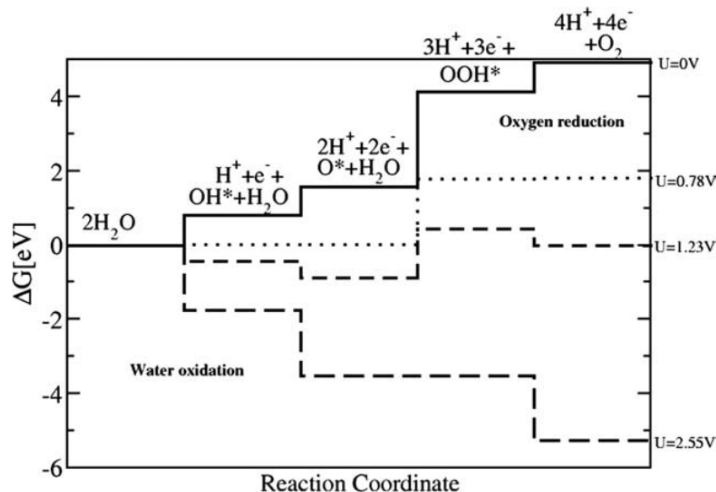 4H⁺+4e⁻
+O₂
3H⁺+3e⁻+
OOH*
U=0V
4
Oxygen reduction
2H⁺+2e⁻+
O*+H₂O
H⁺+e⁻+
OH*+H₂O
2
U=0.78V
2H₂O
0
U=1.23V
ΔG[eV]
-2
Water oxidation
-4
U=2.55V
-6
Reaction Coordinate